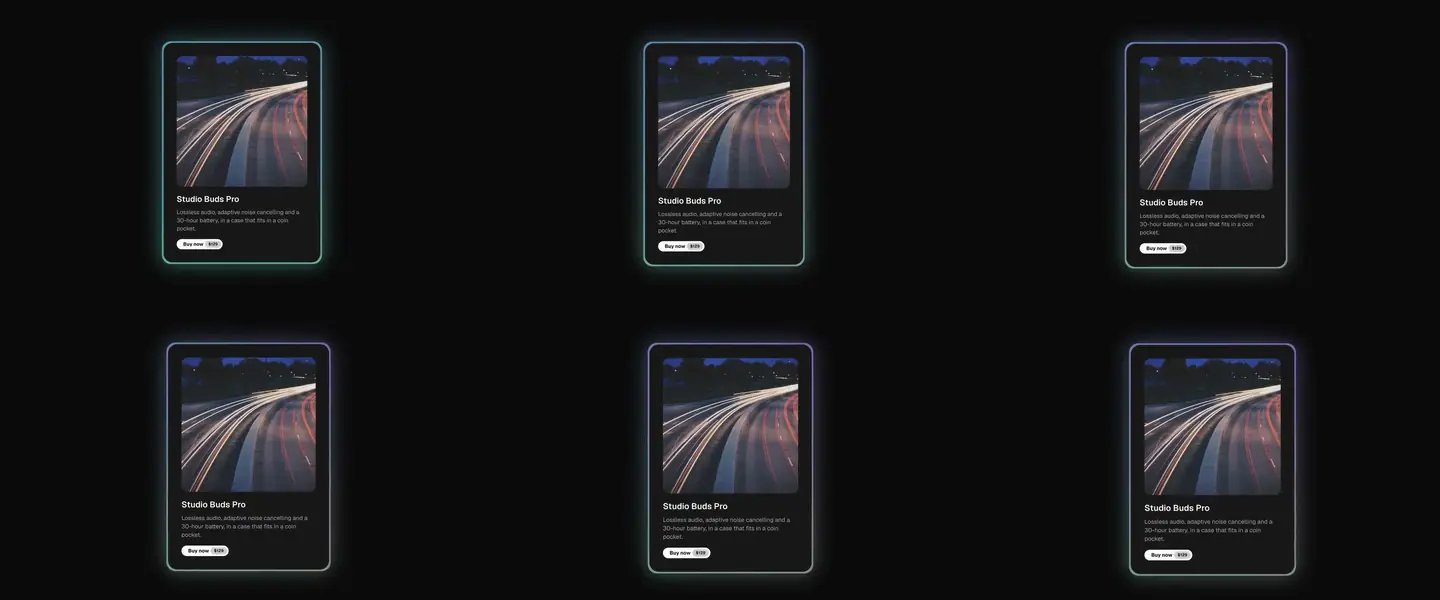 Studio Buds Pro
Lossless audio, adaptive noise cancelling and a
30-hour battery, in a case that fits in a coin
pocket.
Buy now $129
Studio Buds Pro
Lossless audio, adaptive noise cancelling and a
30-hour battery, in a case that fits in a coin
pocket.
Buy now $129
Studio Buds Pro
Lossless audio, adaptive noise cancelling and a
30-hour battery, in a case that fits in a coin
pocket.
Buy now $129
Studio Buds Pro
Lossless audio, adaptive noise cancelling and a
30-hour battery, in a case that fits in a coin
pocket.
Buy now $129
Studio Buds Pro
Lossless audio, adaptive noise cancelling and a
30-hour battery, in a case that fits in a coin
pocket.
Buy now $129
Studio Buds Pro
Lossless audio, adaptive noise cancelling and a
30-hour battery, in a case that fits in a coin
pocket.
Buy now $129